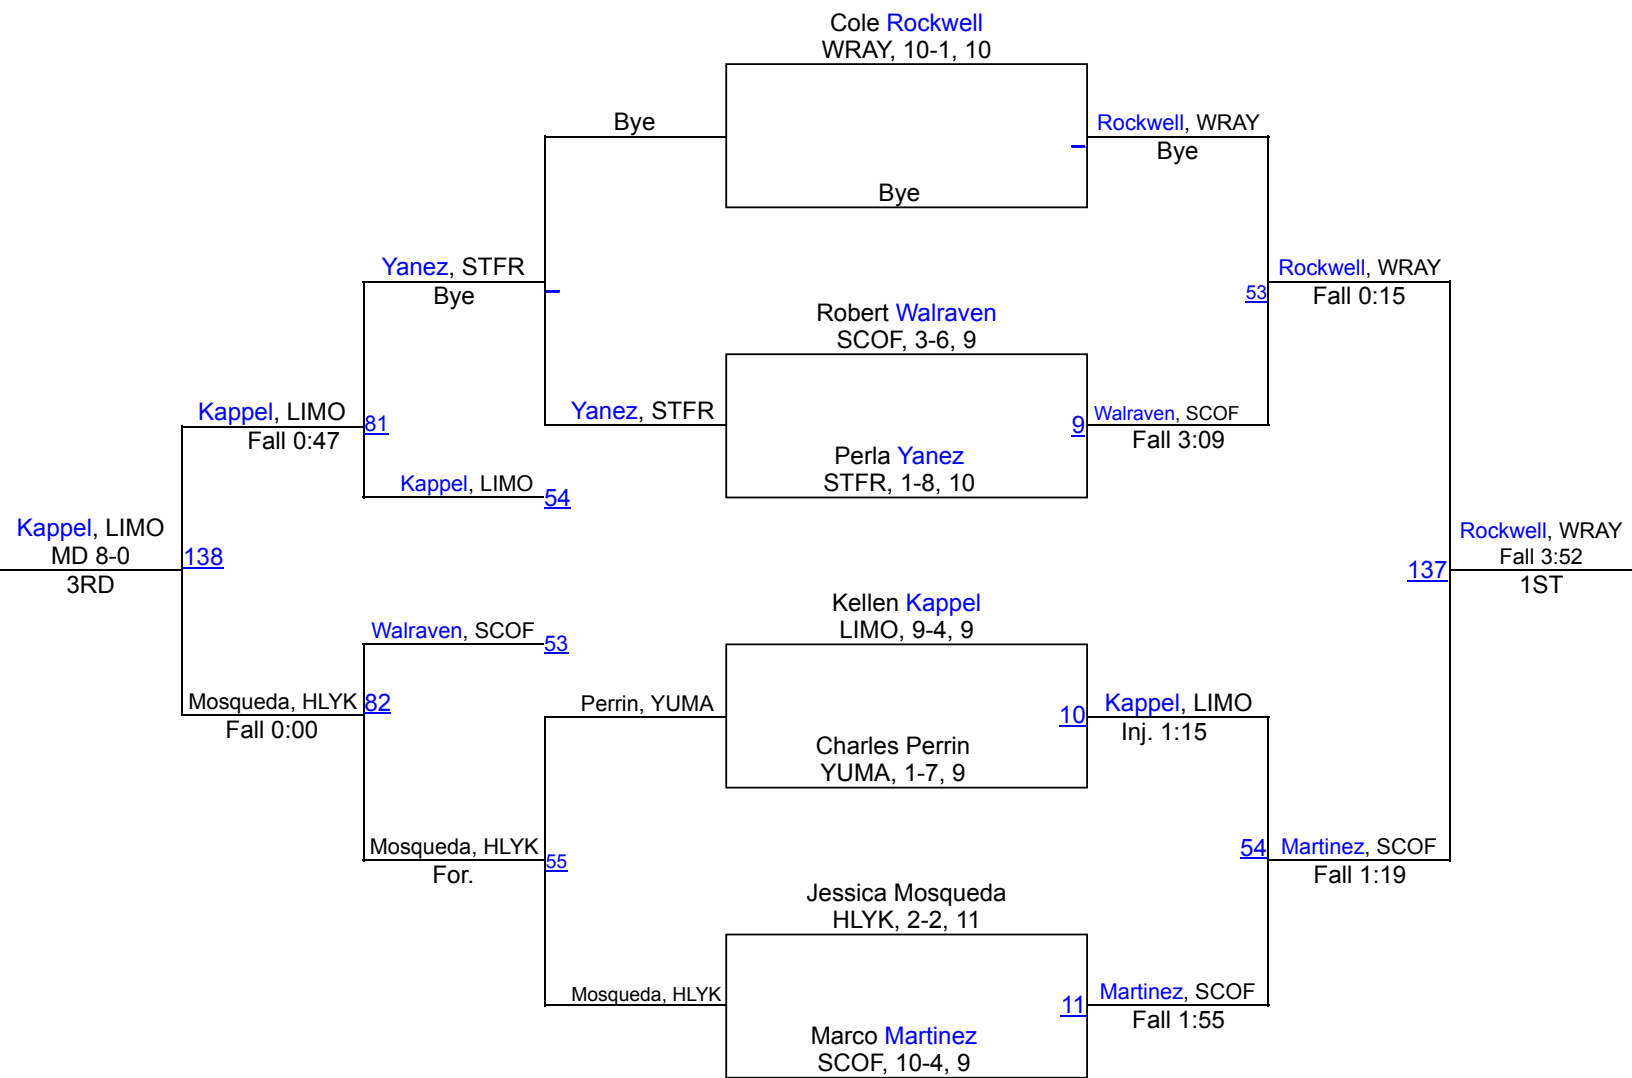 Cole Rockwell
WRAY, 10-1, 10
Bye
Rockwell, WRAY
Bye
Bye
Yanez, STFR
Bye
Rockwell, WRAY
53
Fall 0:15
Robert Walraven
SCOF, 3-6, 9
Kappel, LIMO
81
Fall 0:47
Yanez, STFR
9
Walraven, SCOF
Fall 3:09
Perla Yanez
STFR, 1-8, 10
Kappel, LIMO
54
Kappel, LIMO
MD 8-0
138
3RD
Rockwell, WRAY
Fall 3:52
137
1ST
Kellen Kappel
LIMO, 9-4, 9
Walraven, SCOF
53
Mosqueda, HLYK
82
Fall 0:00
Perrin, YUMA
10
Kappel, LIMO
Inj. 1:15
Charles Perrin
YUMA, 1-7, 9
Mosqueda, HLYK
55
For.
54
Martinez, SCOF
Fall 1:19
Jessica Mosqueda
HLYK, 2-2, 11
Mosqueda, HLYK
11
Martinez, SCOF
Fall 1:55
Marco Martinez
SCOF, 10-4, 9